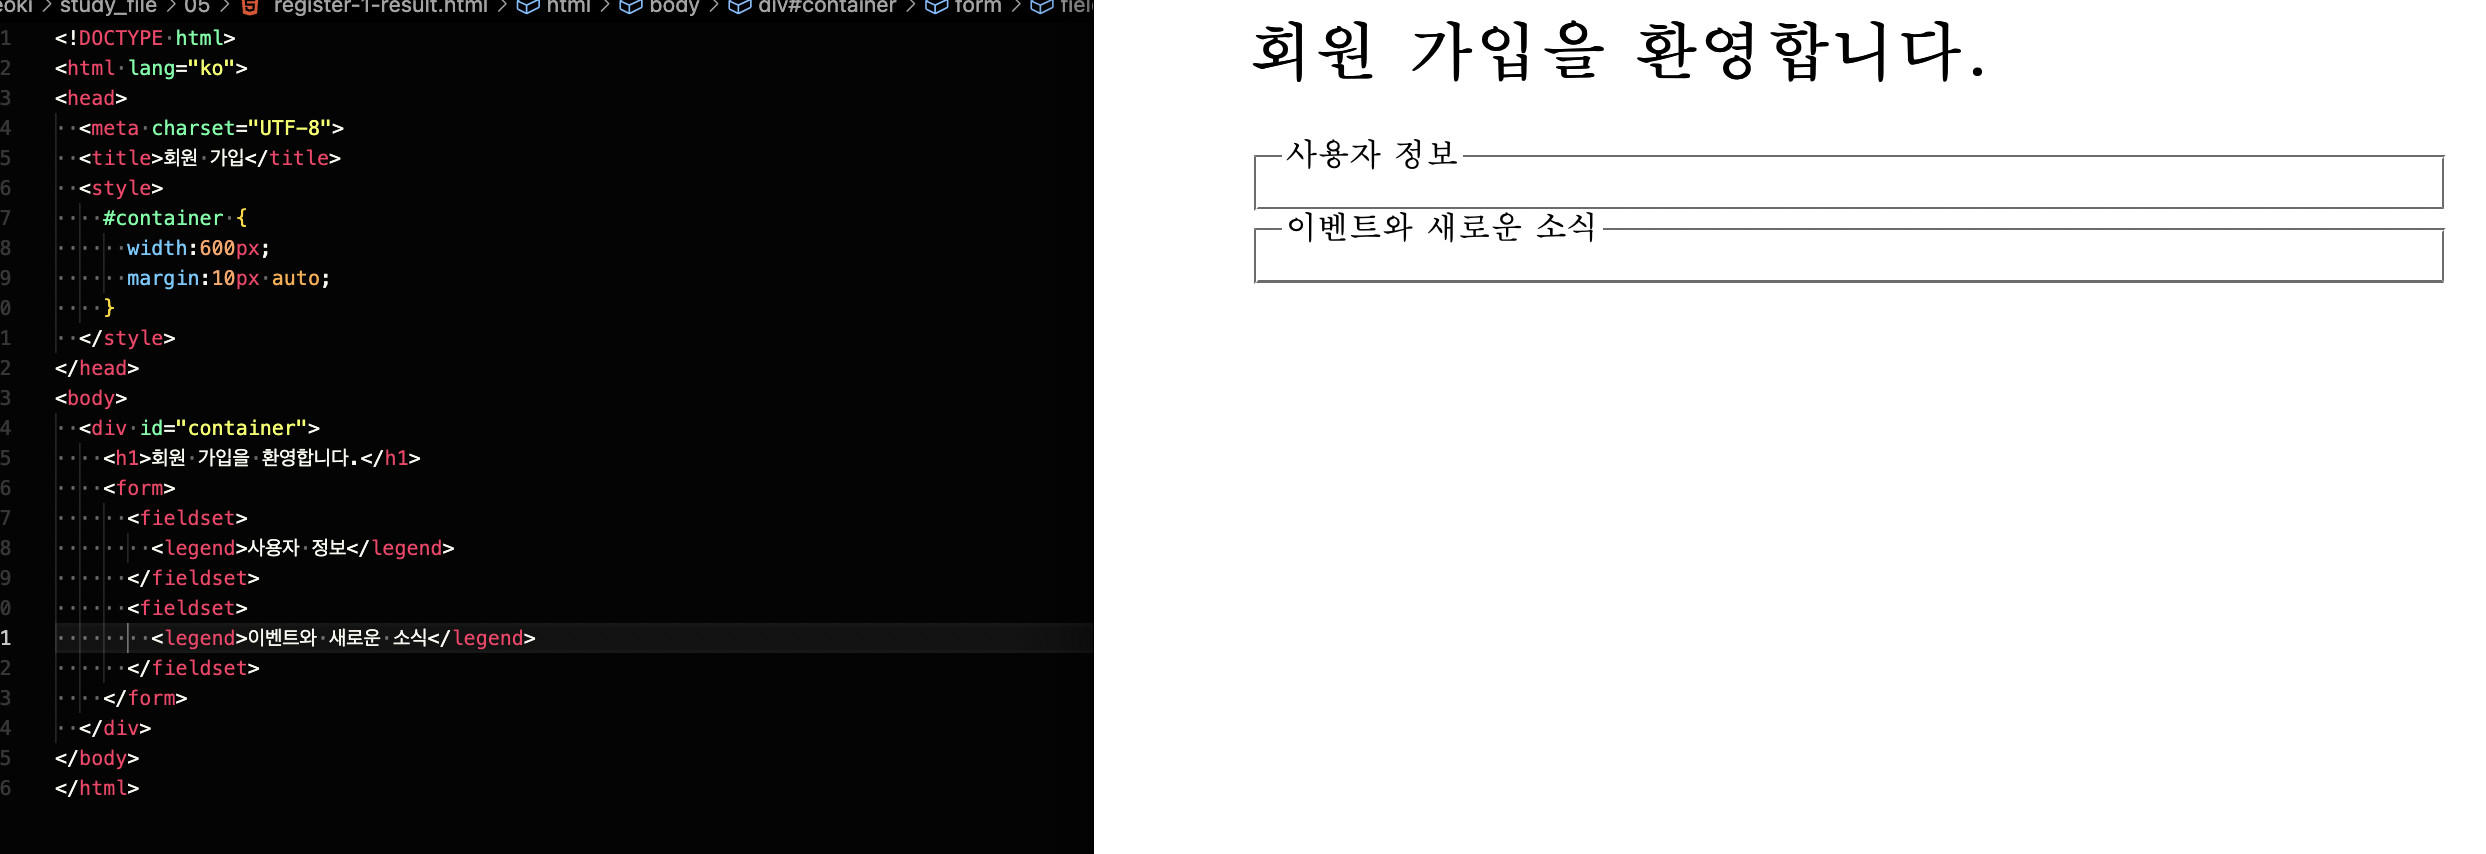 study_file > 05 > register-1-result.html > html > body > div#container > form >
1 <!DOCTYPE html>
2 <html lang="ko">
3 <head>
4 <meta charset="UTF-8">
5 <title>회원 가입</title>
6 <style>
7 #container {
8 width:600px;
9 margin:10px auto;
0 }
1 </style>
2 </head>
3 <body>
4 <div id="container">
5 <h1>회원 가입을 환영합니다.</h1>
6 <form>
7 <fieldset>
8 <legend>사용자 정보</legend>
9 </fieldset>
0 <fieldset>
1 <legend>이벤트와 새로운 소식</legend>
2 </fieldset>
3 </form>
4 </div>
5 </body>
6 </html>
회원 가입을 환영합니다.
사용자 정보
이벤트와 새로운 소식